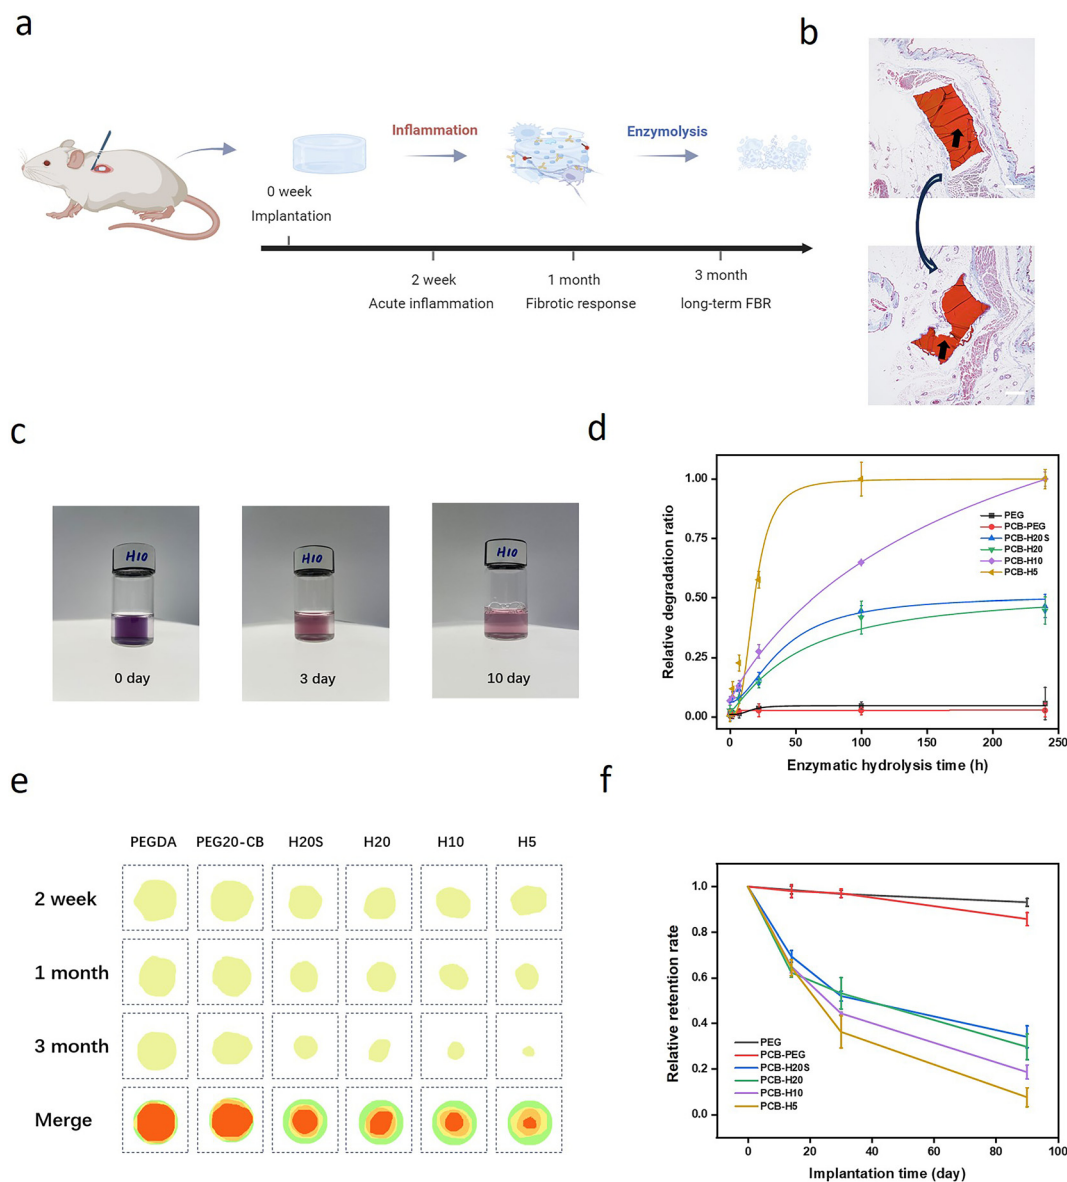 a
Inflammation
Enzymolysis
0 week
Implantation
2 week
Acute inflammation
1 month
Fibrotic response
3 month
long-term FBR
b
c
H10
0 day
H10
3 day
H10
10 day
d
Relative degradation ratio
1.00
0.75
0.50
0.25
0.00
PEG
PCB-PEG
PCB-H20S
PCB-H20
PCB-H10
PCB-H5
0
50
100
150
200
250
Enzymatic hydrolysis time (h)
e
PEGDA PEG20-CB H20S H20 H10 H5
2 week
1 month
3 month
Merge
f
Relative retention rate
1.0
0.8
0.6
0.4
0.2
0.0
PEG
PCB-PEG
PCB-H20S
PCB-H20
PCB-H10
PCB-H5
0
20
40
60
80
100
Implantation time (day)